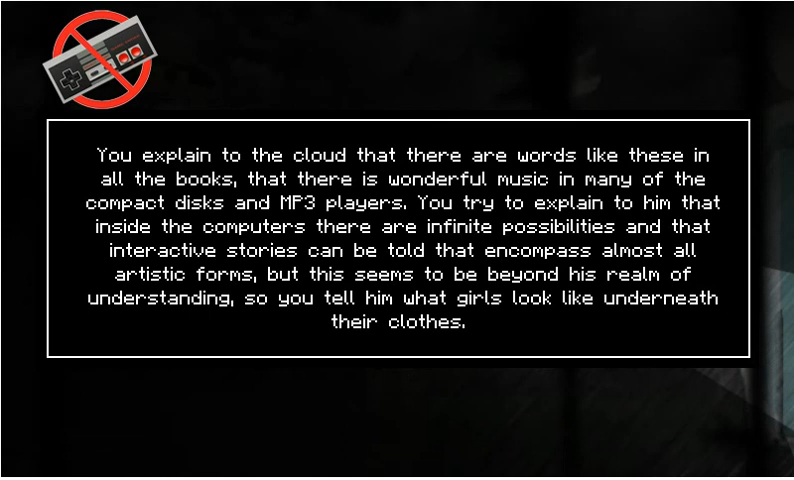 You explain to the cloud that there are words like these in
all the books, that there is wonderful music in many of the
compact disks and MP3 players. You try to explain to him that
inside the computers there are infinite possibilities and that
interactive stories can be told that encompass almost all
artistic forms, but this seems to be beyond his realm of
understanding, so you tell him what girls look like underneath
their clothes.